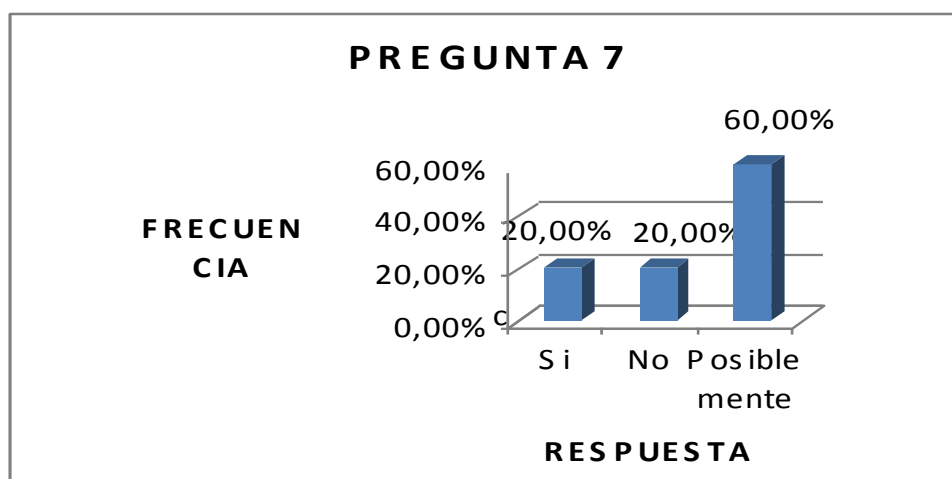 PREGUNTA 7
60,00%
60,00%
40,00%
20,00% 20,00%
20,00%
0,00%
c
FRECUEN
CIA
Si No Posible
mente
RESPUESTA